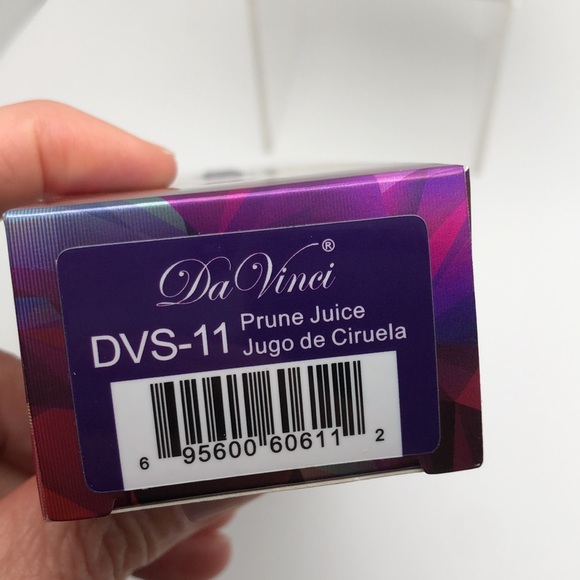 Da Vinci®
DVS-11 Prune Juice
Jugo de Ciruela
6 95600 60611 2